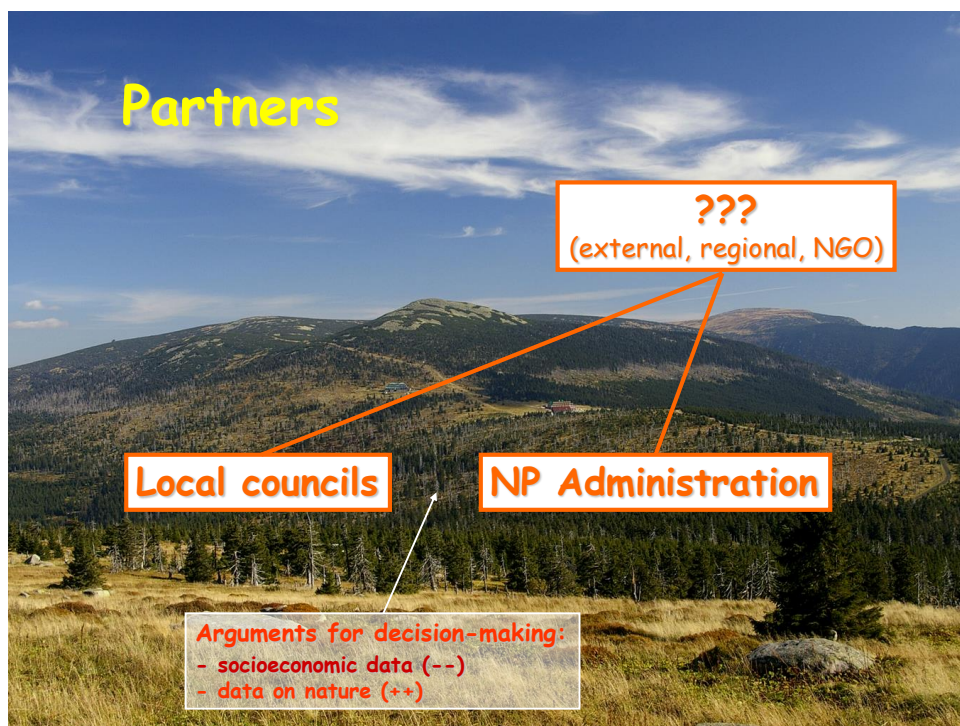 Partners
???
(external, regional, NGO)
Local councils
NP Administration
Arguments for decision-making:
- socioeconomic data (--)
- data on nature (++)